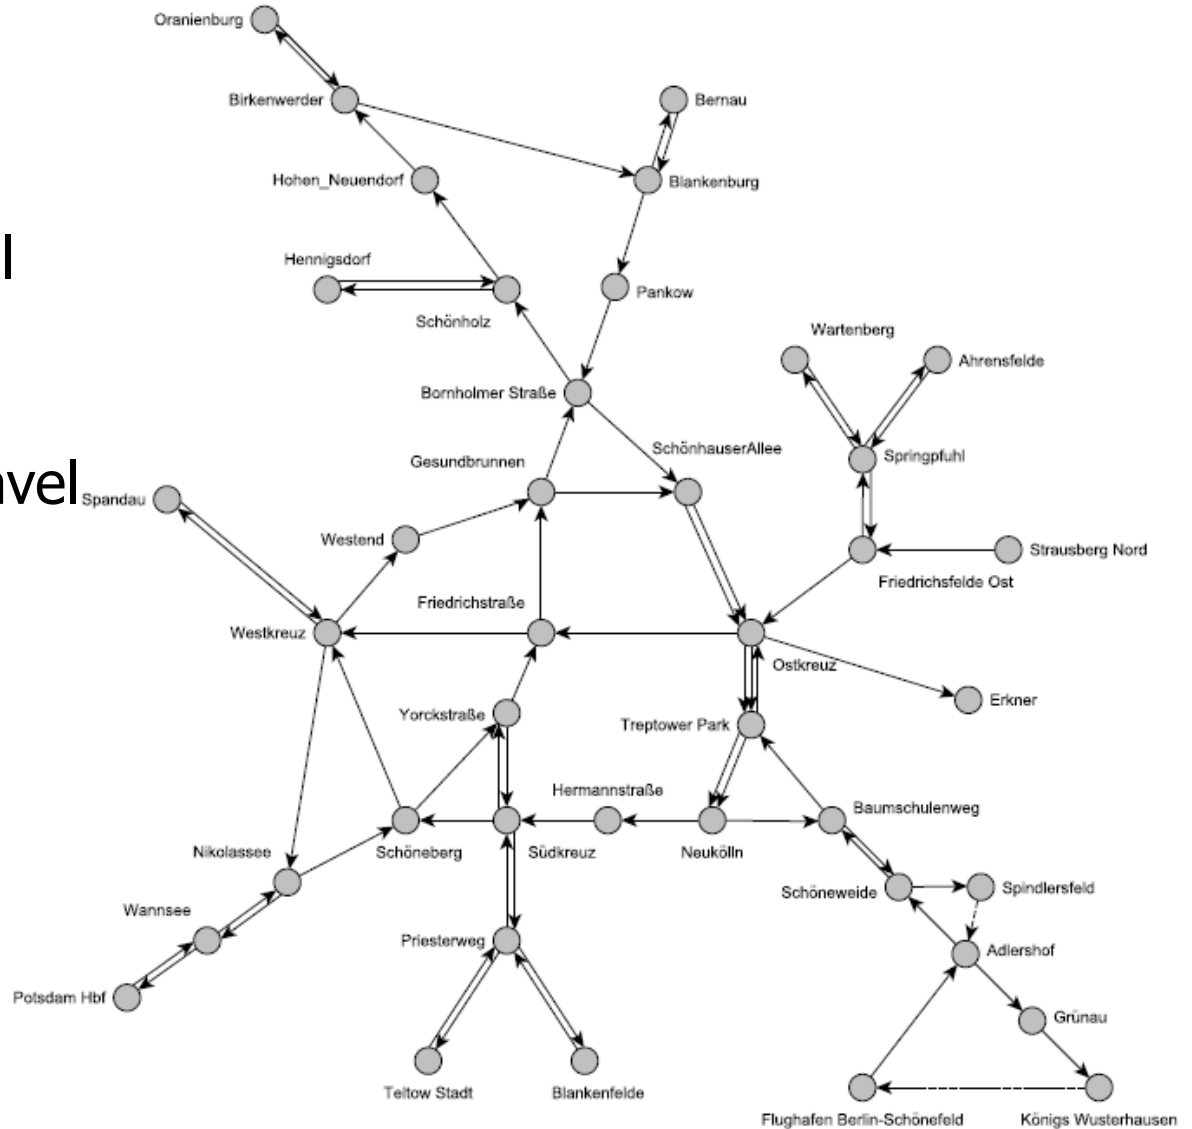 Oranienburg
Birkenwerder
Bernau
Hohen_Neuendorf
Blankenburg
l
Hennigsdorf
Pankow
Schönholz
Wartenberg
Ahrensfelde
Bornholmer Straße
SchönhauserAllee
Gesundbrunnen
Springpfuhl
avel
Spandau
Westend
Strausberg Nord
Friedrichsfelde Ost
Friedrichstraße
Westkreuz
Ostkreuz
Erkner
Yorckstraße
Treptower Park
Hermannstraße
Baumschulenweg
Nikolassee
Schöneberg
Südkreuz
Neukölln
Schöneweide
Spindlersfeld
Wannsee
Priesterweg
Adlershof
Potsdam Hbf
Grünau
Teltow Stadt
Blankenfelde
Flughafen Berlin-Schönefeld
Königs Wusterhausen